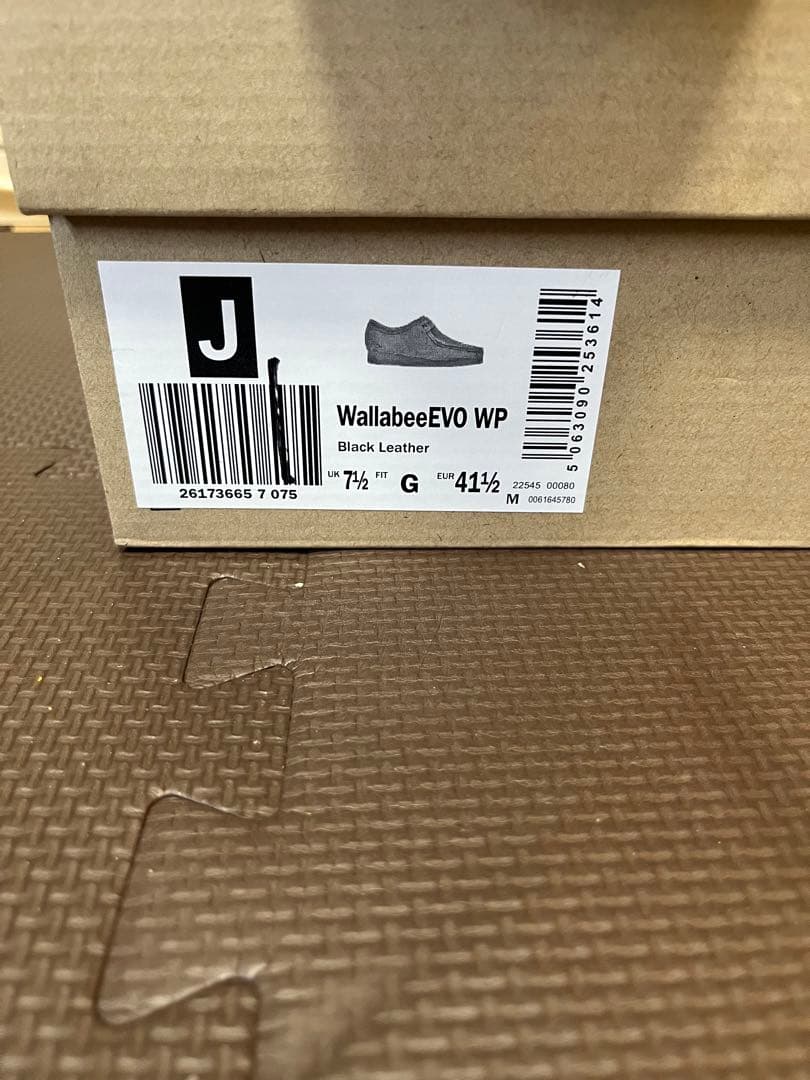 J
WallabeeEVO WP
Black Leather
UK 7½ FIT G EUR 41½
22545 00080
M 0061645780
26173665 7 075
5 063090 253614